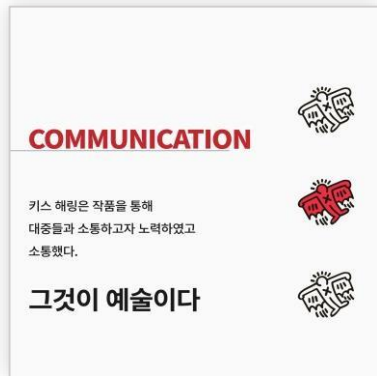 COMMUNICATION
키스 해링은 작품을 통해
대중들과 소통하고자 노력하였고
소통했다.
그것이 예술이다